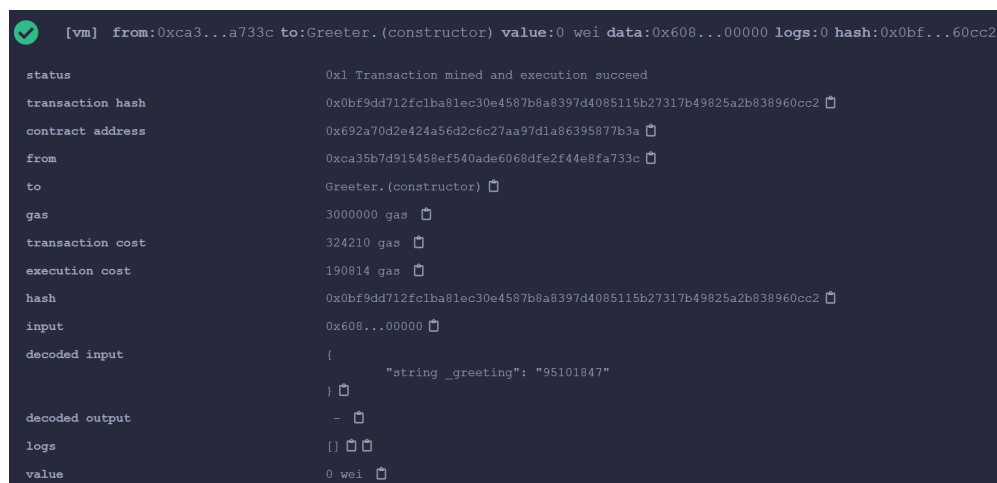 [vm] from:0xca3...a733c to:Greeter.(constructor) value:0 wei data:0x608...00000 logs:0 hash:0x0bf...60cc2
status 0x1 Transaction mined and execution succeed
transaction hash 0x0bf9dd712fc1ba81ec30e4587b8a8397d4085115b27317b49825a2b838960cc2
contract address 0x692a70d2e424a56d2c6c27aa97d1a86395877b3a
from 0xca35b7d915458ef540ade6068dfe2f44e8fa733c
to Greeter.(constructor)
gas 3000000 gas
transaction cost 324210 gas
execution cost 190814 gas
hash 0x0bf9dd712fc1ba81ec30e4587b8a8397d4085115b27317b49825a2b838960cc2
input 0x608...00000
decoded input {
"string _greeting": "95101847"
}
decoded output -
logs []
value 0 wei